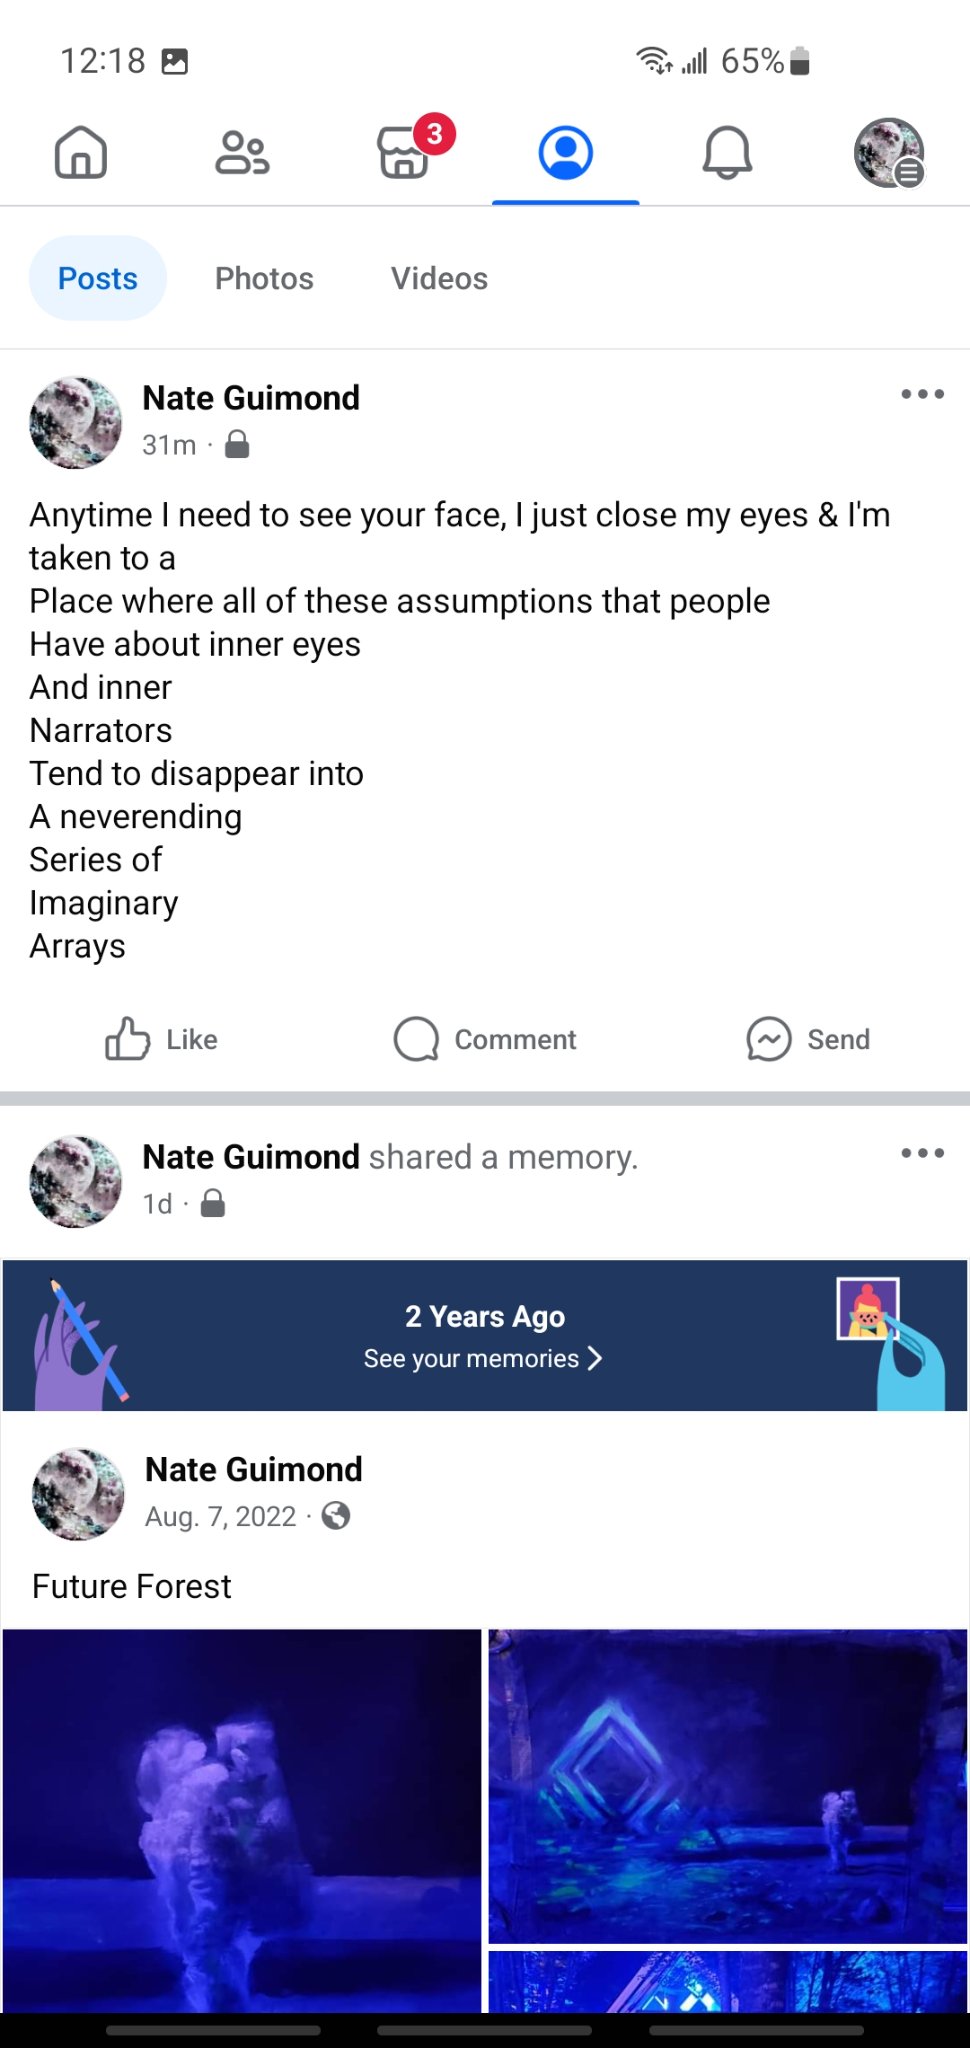 12:18 65%
3
Posts Photos Videos
Nate Guimond
31m ·
Anytime I need to see your face, I just close my eyes & I'm
taken to a
Place where all of these assumptions that people
Have about inner eyes
And inner
Narrators
Tend to disappear into
A neverending
Series of
Imaginary
Arrays
Like Comment Send
Nate Guimond shared a memory.
1d ·
2 Years Ago
See your memories
Nate Guimond
Aug. 7, 2022 ·
Future Forest